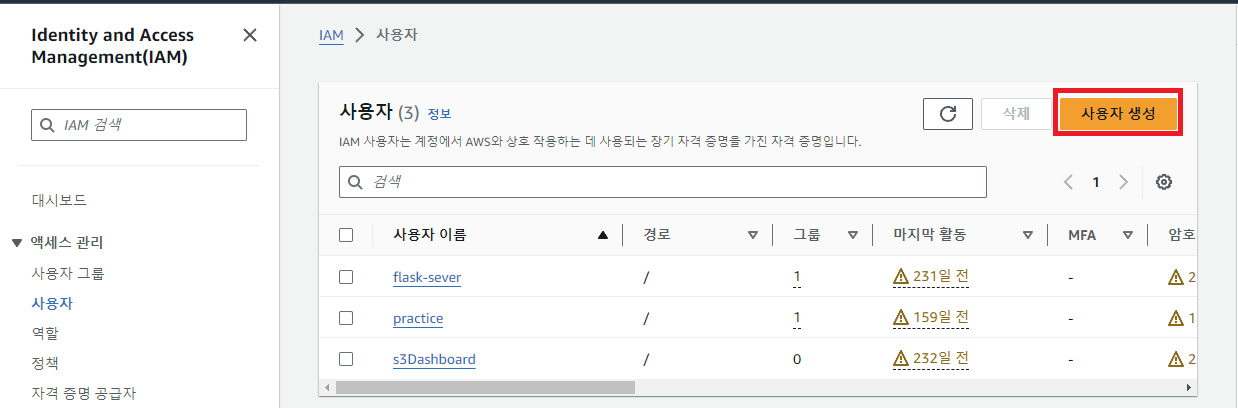 Identity and Access
Management(IAM)
IAM 검색
대시보드
액세스 관리
사용자 그룹
사용자
역할
정책
자격 증명 공급자
IAM > 사용자
사용자 (3) 정보
삭제
사용자 생성
IAM 사용자는 계정에서 AWS와 상호 작용하는 데 사용되는 장기 자격 증명을 가진 자격 증명입니다.
검색
1
사용자 이름 경로 그룹 마지막 활동 MFA 암호
flask-sever / 1 231일 전 - 2
practice / 1 159일 전 - 1
s3Dashboard / 0 232일 전 - 2